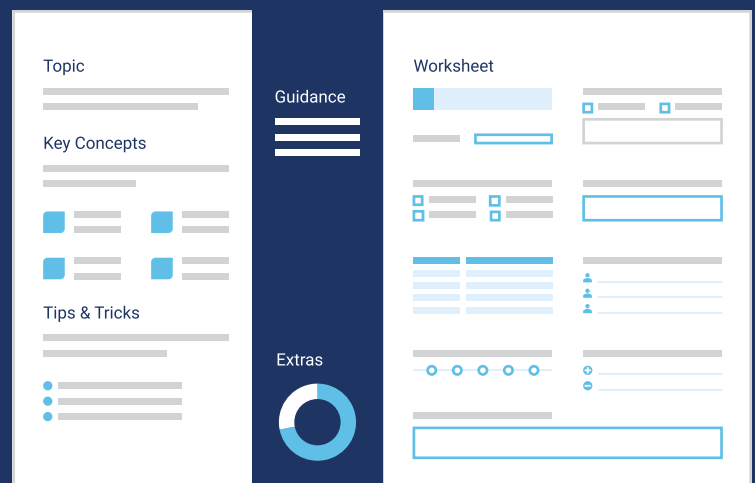 Topic
Key Concepts
Tips & Tricks
Guidance
Extras
Worksheet